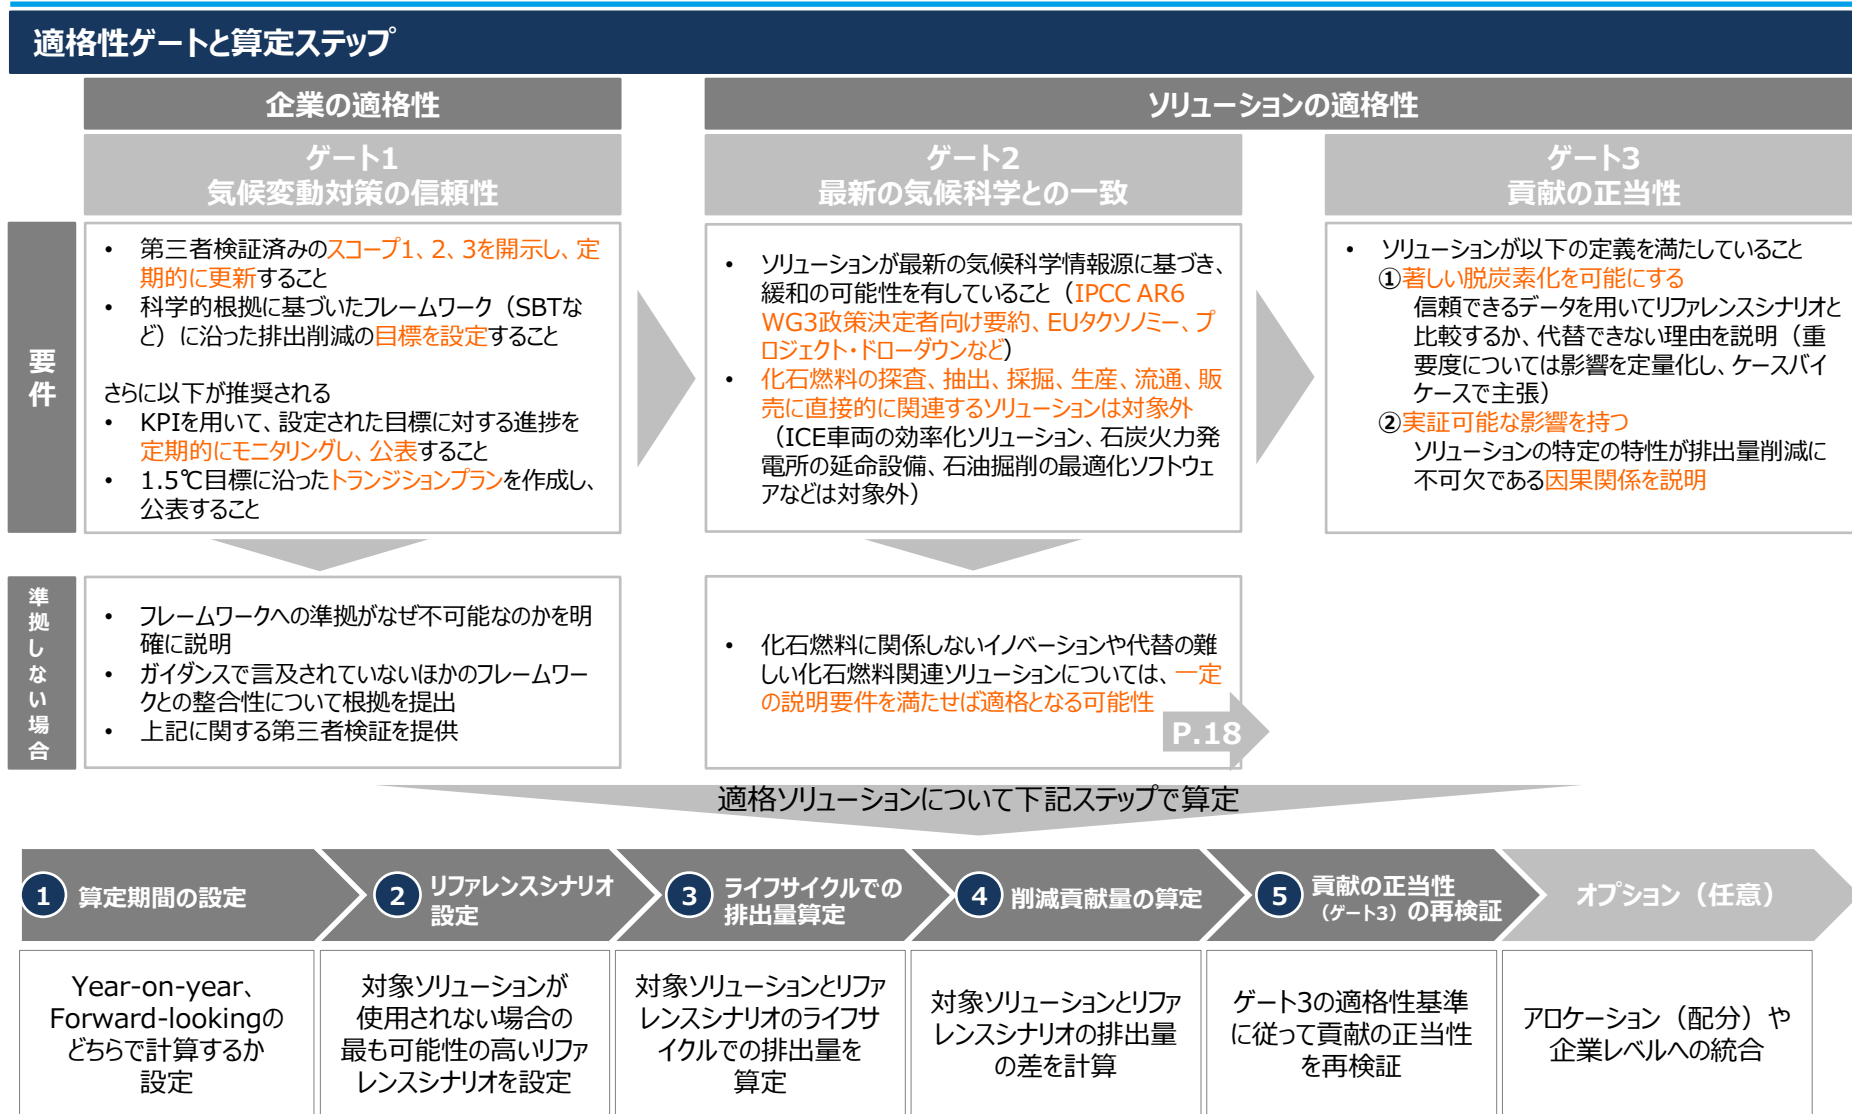 適格性ゲートと算定ステップ
企業の適格性
ソリューションの適格性
ゲート1
気候変動対策の信頼性
ゲート2
最新の気候科学との一致
ゲート3
貢献の正当性
要件
• 第三者検証済みのスコープ1、2、3を開示し、定
期的に更新すること
• 科学的根拠に基づいたフレームワーク（SBTな
ど）に沿った排出削減の目標を設定すること
さらに以下が推奨される
• KPIを用いて、設定された目標に対する進捗を
定期的にモニタリングし、公表すること
• 1.5℃目標に沿ったトランジションプランを作成し、
公表すること
• ソリューションが最新の気候科学情報源に基づき、
緩和の可能性を有していること（IPCC AR6
WG3政策決定者向け要約、EUタクソノミー、プ
ロジェクト・ドローダウンなど）
• 化石燃料の探査、抽出、採掘、生産、流通、販
売に直接的に関連するソリューションは対象外
（ICE車両の効率化ソリューション、石炭火力発
電所の延命設備、石油掘削の最適化ソフトウェ
アなどは対象外）
• ソリューションが以下の定義を満たしていること
①著しい脱炭素化を可能にする
信頼できるデータを用いてリファレンスシナリオと
比較するか、代替できない理由を説明（重
要度については影響を定量化し、ケースバイ
ケースで主張）
②実証可能な影響を持つ
ソリューションの特定の特性が排出量削減に
不可欠である因果関係を説明
準拠しない場合
• フレームワークへの準拠がなぜ不可能なのかを明
確に説明
• ガイダンスで言及されていないほかのフレームワー
クとの整合性について根拠を提出
• 上記に関する第三者検証を提供
• 化石燃料に関係しないイノベーションや代替の難
しい化石燃料関連ソリューションについては、一定
の説明要件を満たせば適格となる可能性
P.18
適格ソリューションについて下記ステップで算定
1 算定期間の設定
2 リファレンスシナリオ
設定
3 ライフサイクルでの
排出量算定
4 削減貢献量の算定
5 貢献の正当性
（ゲート3）の再検証
オプション（任意）
Year-on-year、
Forward-lookingの
どちらで計算するか
設定
対象ソリューションが
使用されない場合の
最も可能性の高いリファ
レンスシナリオを設定
対象ソリューションとリファ
レンスシナリオのライフサ
イクルでの排出量を
算定
対象ソリューションとリファ
レンスシナリオの排出量
の差を計算
ゲート3の適格性基準
に従って貢献の正当性
を再検証
アロケーション（配分）や
企業レベルへの統合